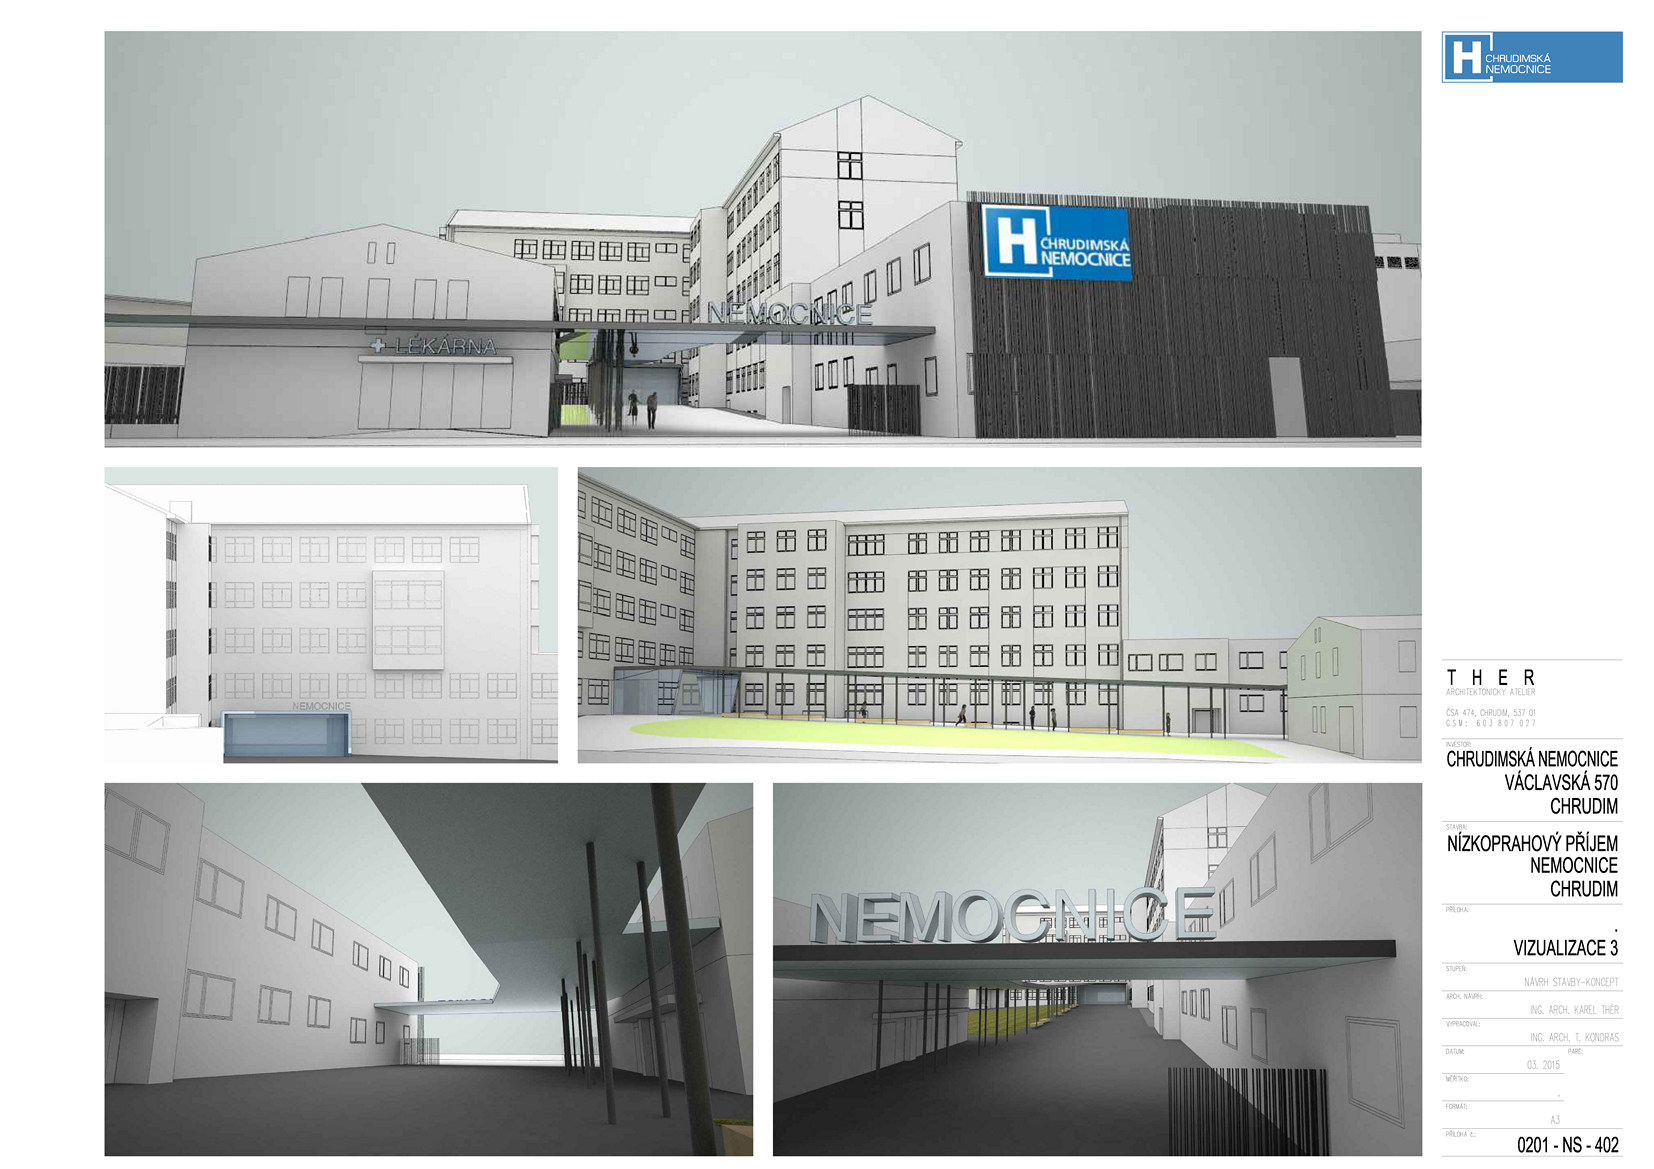 CHRUDIMSKÁ
NEMOCNICE
H
NEMOCNICE
+ LÉKÁRNA
H
CHRUDIMSKÁ
NEMOCNICE
NEMOCNICE
NEMOCNICE
T H E R
ARCHITEKTONICKÝ ATELIER
ČSA 474, CHRUDIM, 537 01
GSM: 603 807 027
INVESTOR:
CHRUDIMSKÁ NEMOCNICE
VÁCLAVSKÁ 570
CHRUDIM
STAVBA:
NÍZKOPRAHOVÝ PŘÍJEM
NEMOCNICE
CHRUDIM
PŘÍLOHA:
.
VIZUALIZACE 3
STUPEŇ:
NÁVRH STAVBY-KONCEPT
ARCH. NÁVRH:
ING. ARCH. KAREL THÉR
VYPRACOVAL:
ING. ARCH. T. KONDRAS
DATUM:
PARÉ:
03. 2015
MĚŘÍTKO:
.
FORMÁT:
A3
PŘÍLOHA č.:
0201 - NS - 402